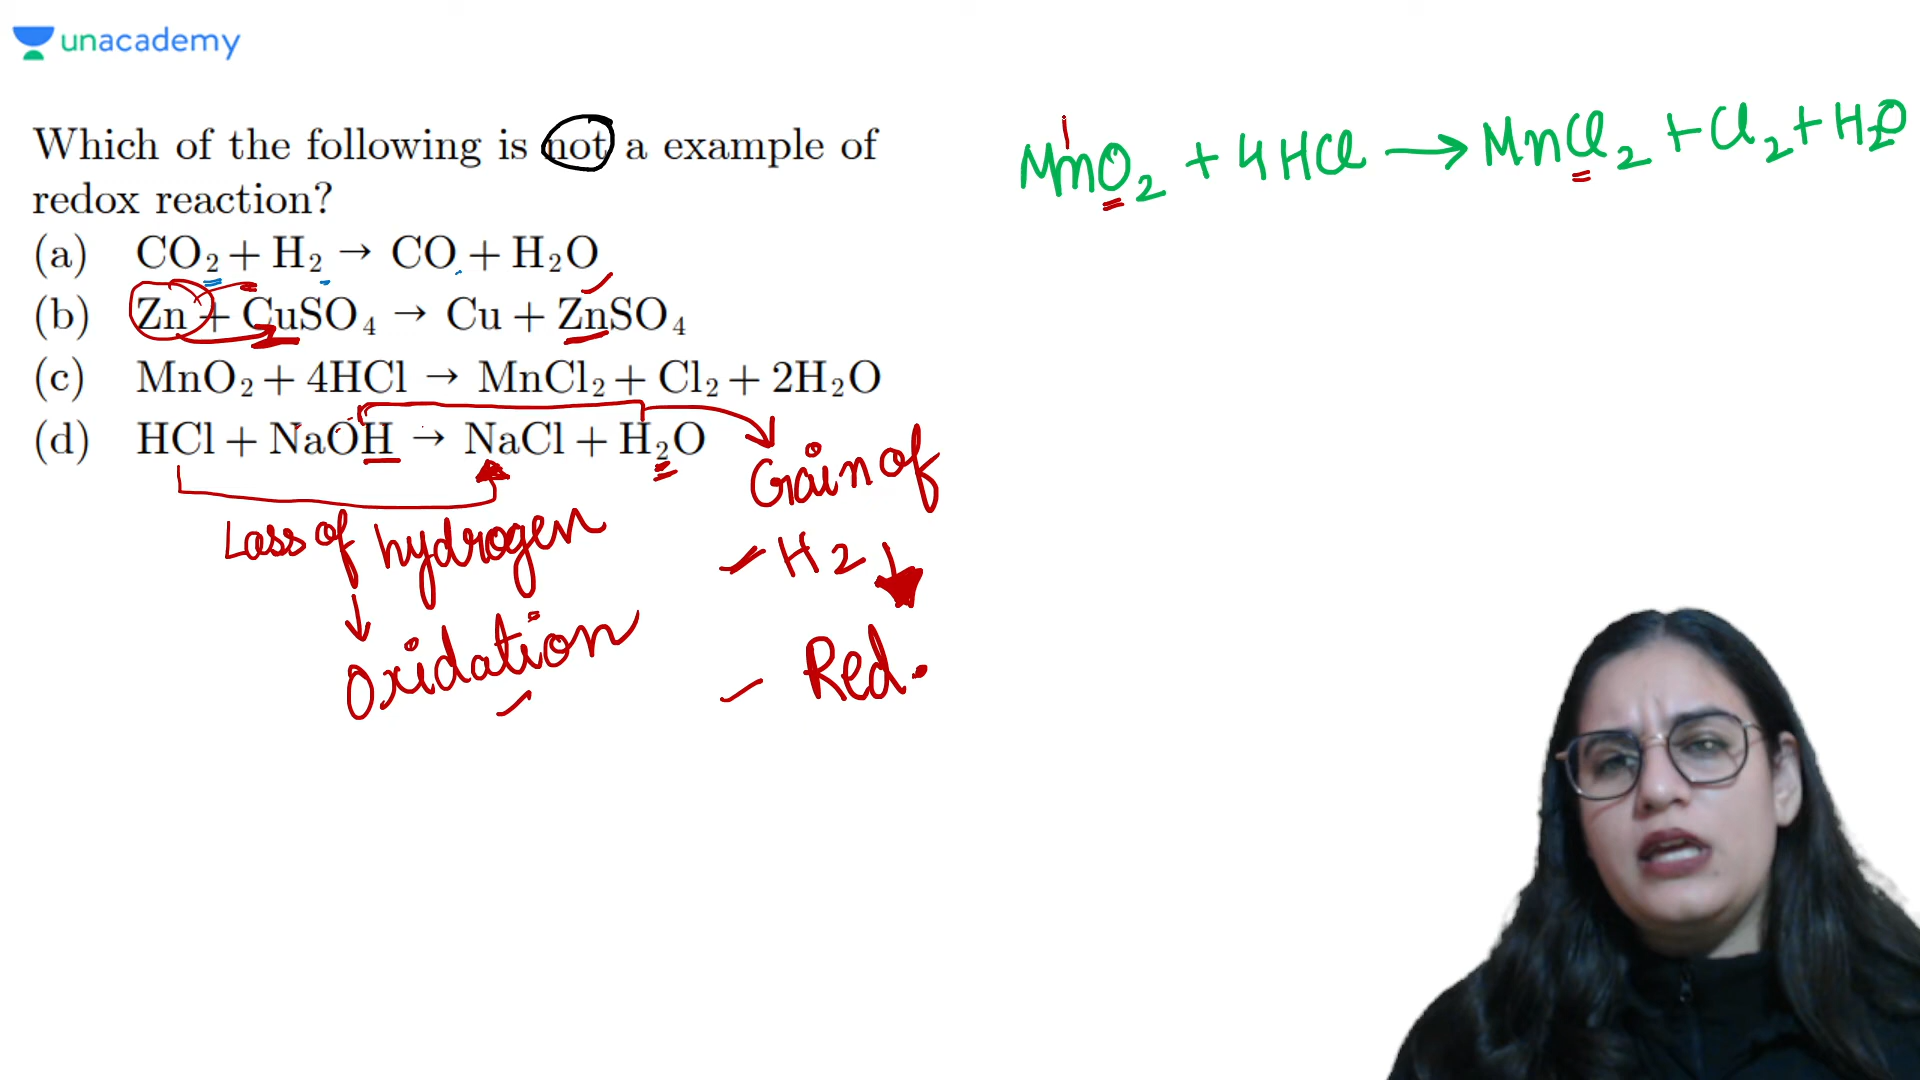 unacademy
Which of the following is not a example of
redox reaction?
(a) CO₂ + H₂ → CO + H₂O
(b) Zn + CuSO₄ → Cu + ZnSO₄
(c) MnO₂ + 4HCl → MnCl₂ + Cl₂ + 2H₂O
(d) HCl + NaOH → NaCl + H₂O
Loss of hydrogen
↓
Oxidation
Gain of
H2
Red.
MnO₂ + 4HCl → MnCl₂ + Cl₂ + H₂O